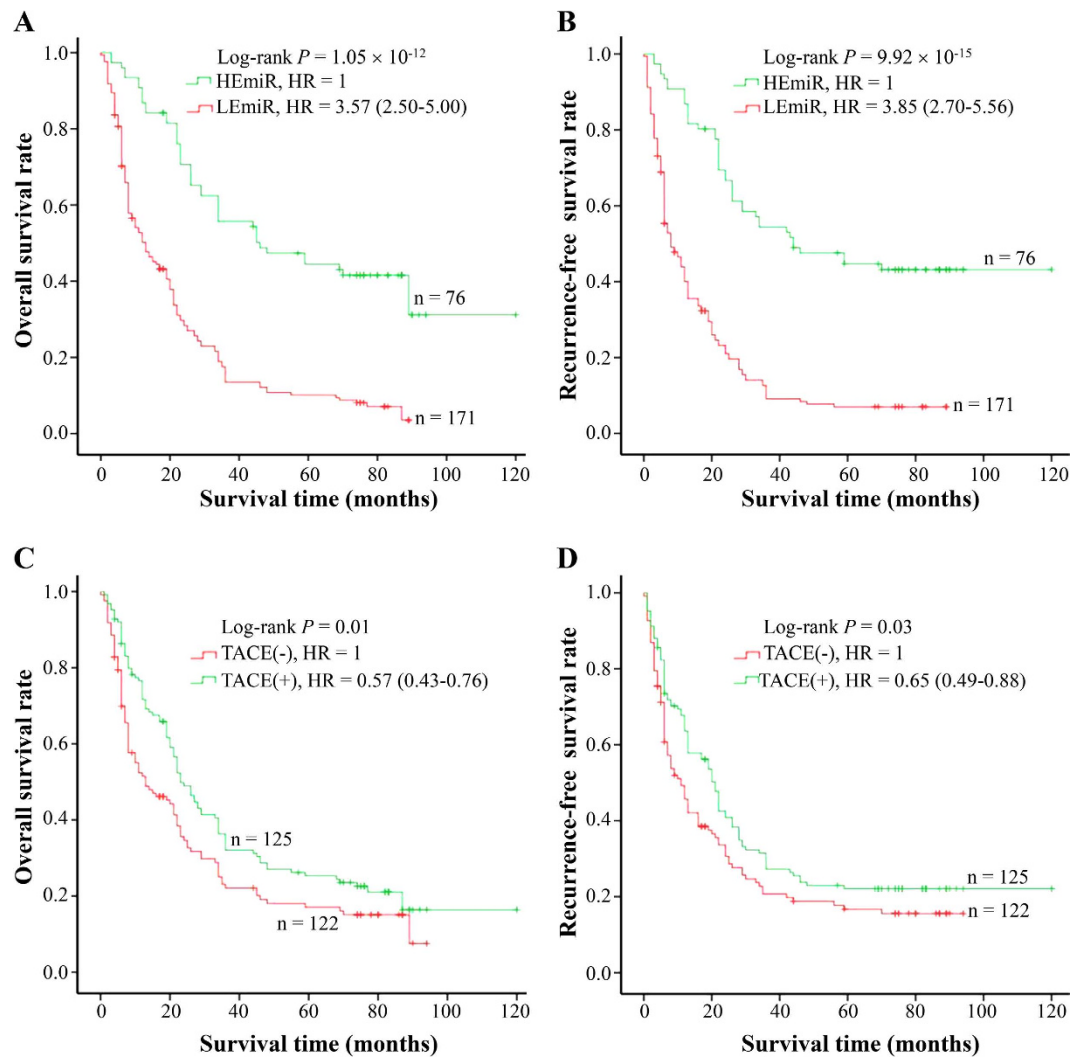 A
Log-rank P = 1.05 × 10-12
HEmiR, HR = 1
LEmiR, HR = 3.57 (2.50-5.00)
Overall survival rate
1.0
0.8
0.6
0.4
0.2
0.0
n = 76
n = 171
0 20 40 60 80 100 120
Survival time (months)
B
Log-rank P = 9.92 × 10-15
HEmiR, HR = 1
LEmiR, HR = 3.85 (2.70-5.56)
Recurrence-free survival rate
1.0
0.8
0.6
0.4
0.2
0.0
n = 76
n = 171
0 20 40 60 80 100 120
Survival time (months)
C
Log-rank P = 0.01
TACE(-), HR = 1
TACE(+), HR = 0.57 (0.43-0.76)
Overall survival rate
1.0
0.8
0.6
0.4
0.2
0.0
n = 125
n = 122
0 20 40 60 80 100 120
Survival time (months)
D
Log-rank P = 0.03
TACE(-), HR = 1
TACE(+), HR = 0.65 (0.49-0.88)
Recurrence-free survival rate
1.0
0.8
0.6
0.4
0.2
0.0
n = 125
n = 122
0 20 40 60 80 100 120
Survival time (months)